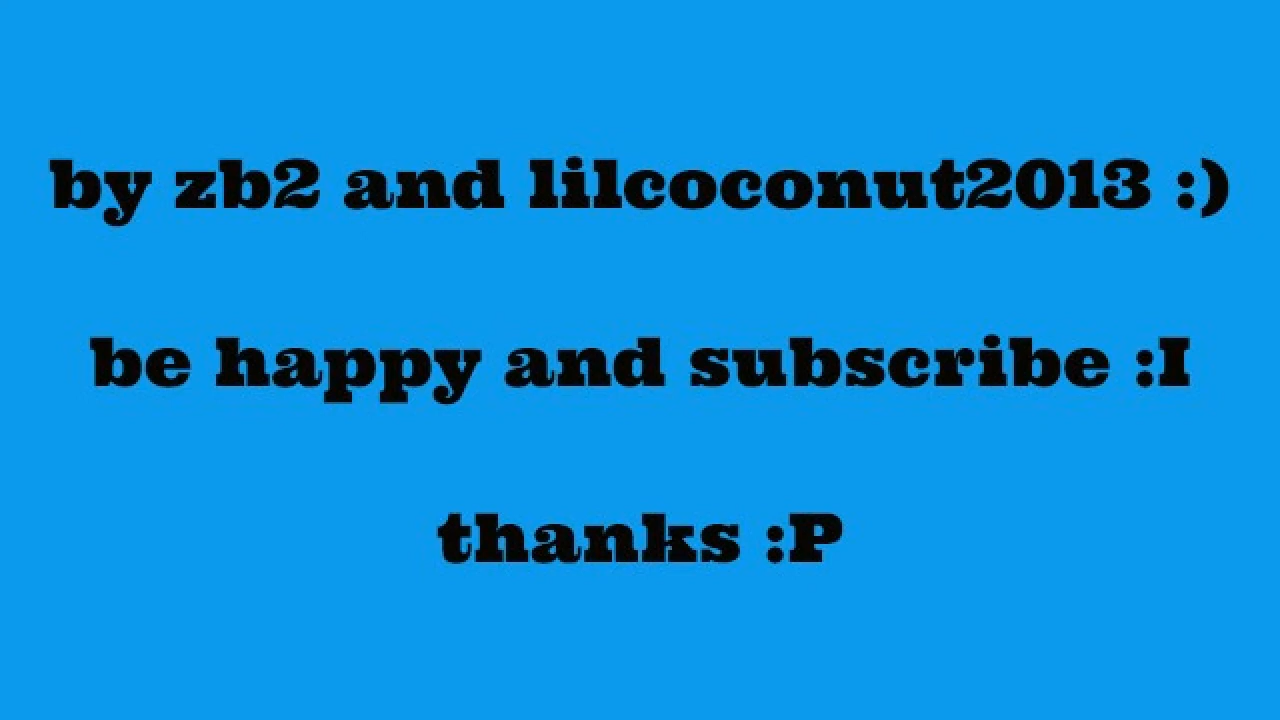 by zb2 and lilcoconut2013 :)
be happy and subscribe :I
thanks :P